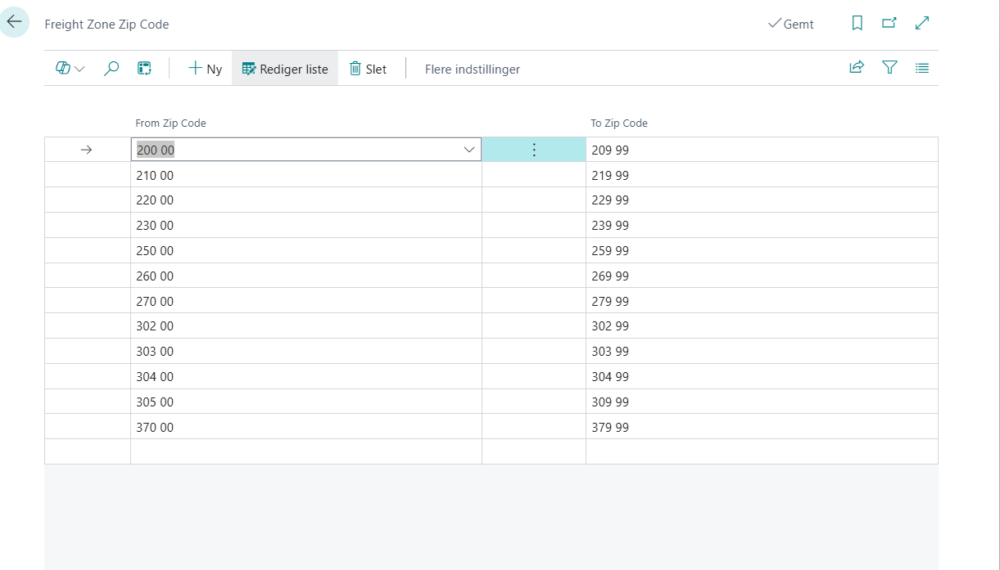 Freight Zone Zip Code
Gemt
Ny
Rediger liste
Slet
Flere indstillinger
From Zip Code To Zip Code
200 00 209 99
210 00 219 99
220 00 229 99
230 00 239 99
250 00 259 99
260 00 269 99
270 00 279 99
302 00 302 99
303 00 303 99
304 00 304 99
305 00 309 99
370 00 379 99